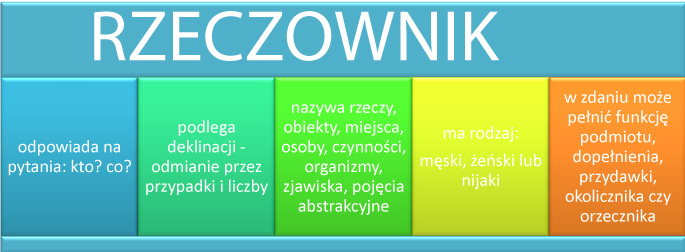 RZECZOWNIK
odpowiada na
pytania: kto? co?
podlega
deklinacji -
odmianie przez
przypadki i liczby
nazywa rzeczy,
obiekty, miejsca,
osoby, czynności,
organizmy,
zjawiska, pojęcia
abstrakcyjne
ma rodzaj:
męski, żeński lub
nijaki
w zdaniu może
pełnić funkcję
podmiotu,
dopełnienia,
przydawki,
okolicznika czy
orzecznika